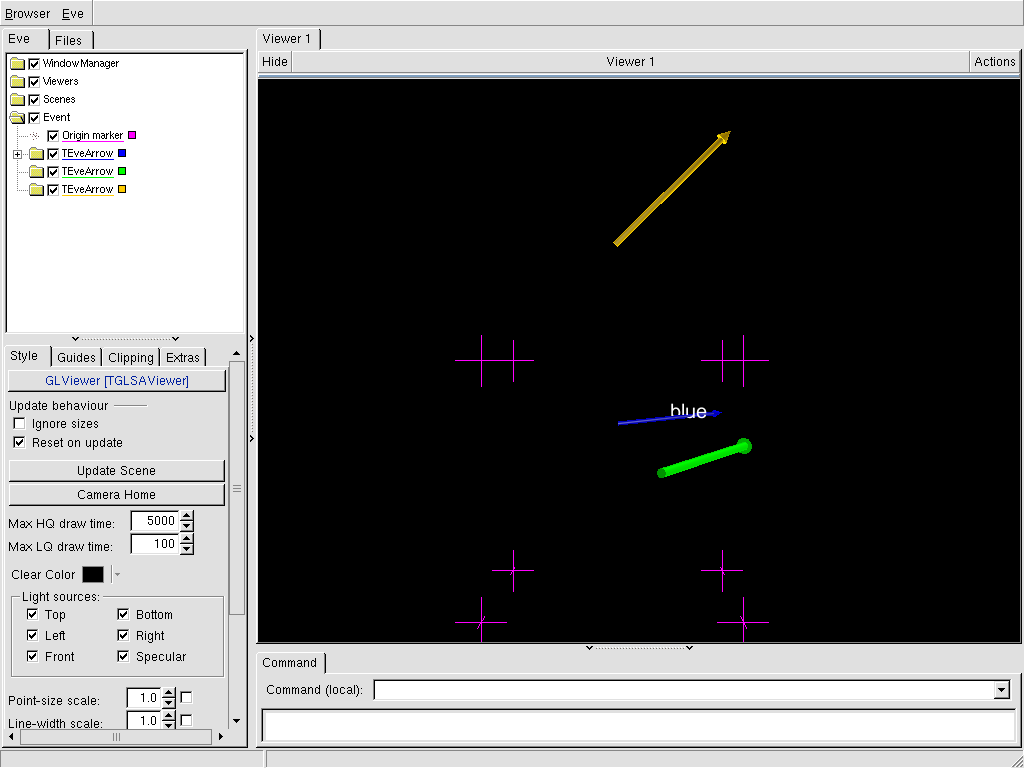 Browser Eve
Eve Files
WindowManager
Viewers
Scenes
Event
Origin marker
TEveArrow
TEveArrow
TEveArrow
Style Guides Clipping Extras
GLViewer [TGLSAViewer]
Update behaviour
Ignore sizes
Reset on update
Update Scene
Camera Home
Max HQ draw time: 5000
Max LQ draw time: 100
Clear Color
Light sources:
Top Bottom
Left Right
Front Specular
Point-size scale: 1.0
Line-width scale: 1.0
Viewer 1
Hide Viewer 1 Actions
blue
Command
Command (local):